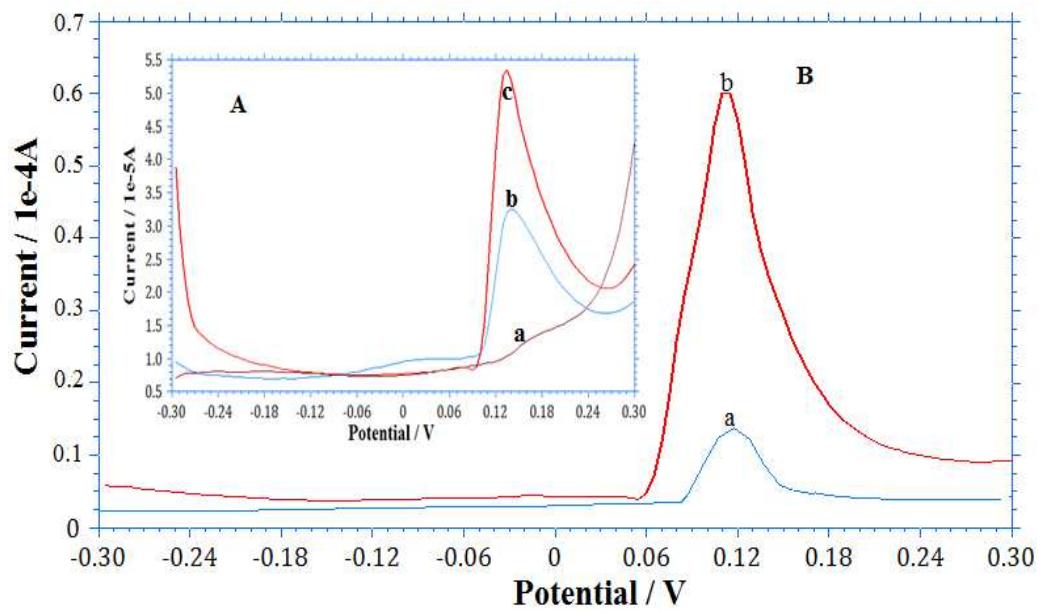 0.7
0.6
0.5
0.4
0.3
0.2
0.1
0
Current / 1e-4A
-0.30 -0.24 -0.18 -0.12 -0.06 0 0.06 0.12 0.18 0.24 0.30
Potential / V
B
b
a
A
5.5
5.0
4.5
4.0
3.5
3.0
2.5
2.0
1.5
1.0
0.5
Current / 1e-5A
c
b
a
-0.30 -0.24 -0.18 -0.12 -0.06 0 0.06 0.12 0.18 0.24 0.30
Potential / V